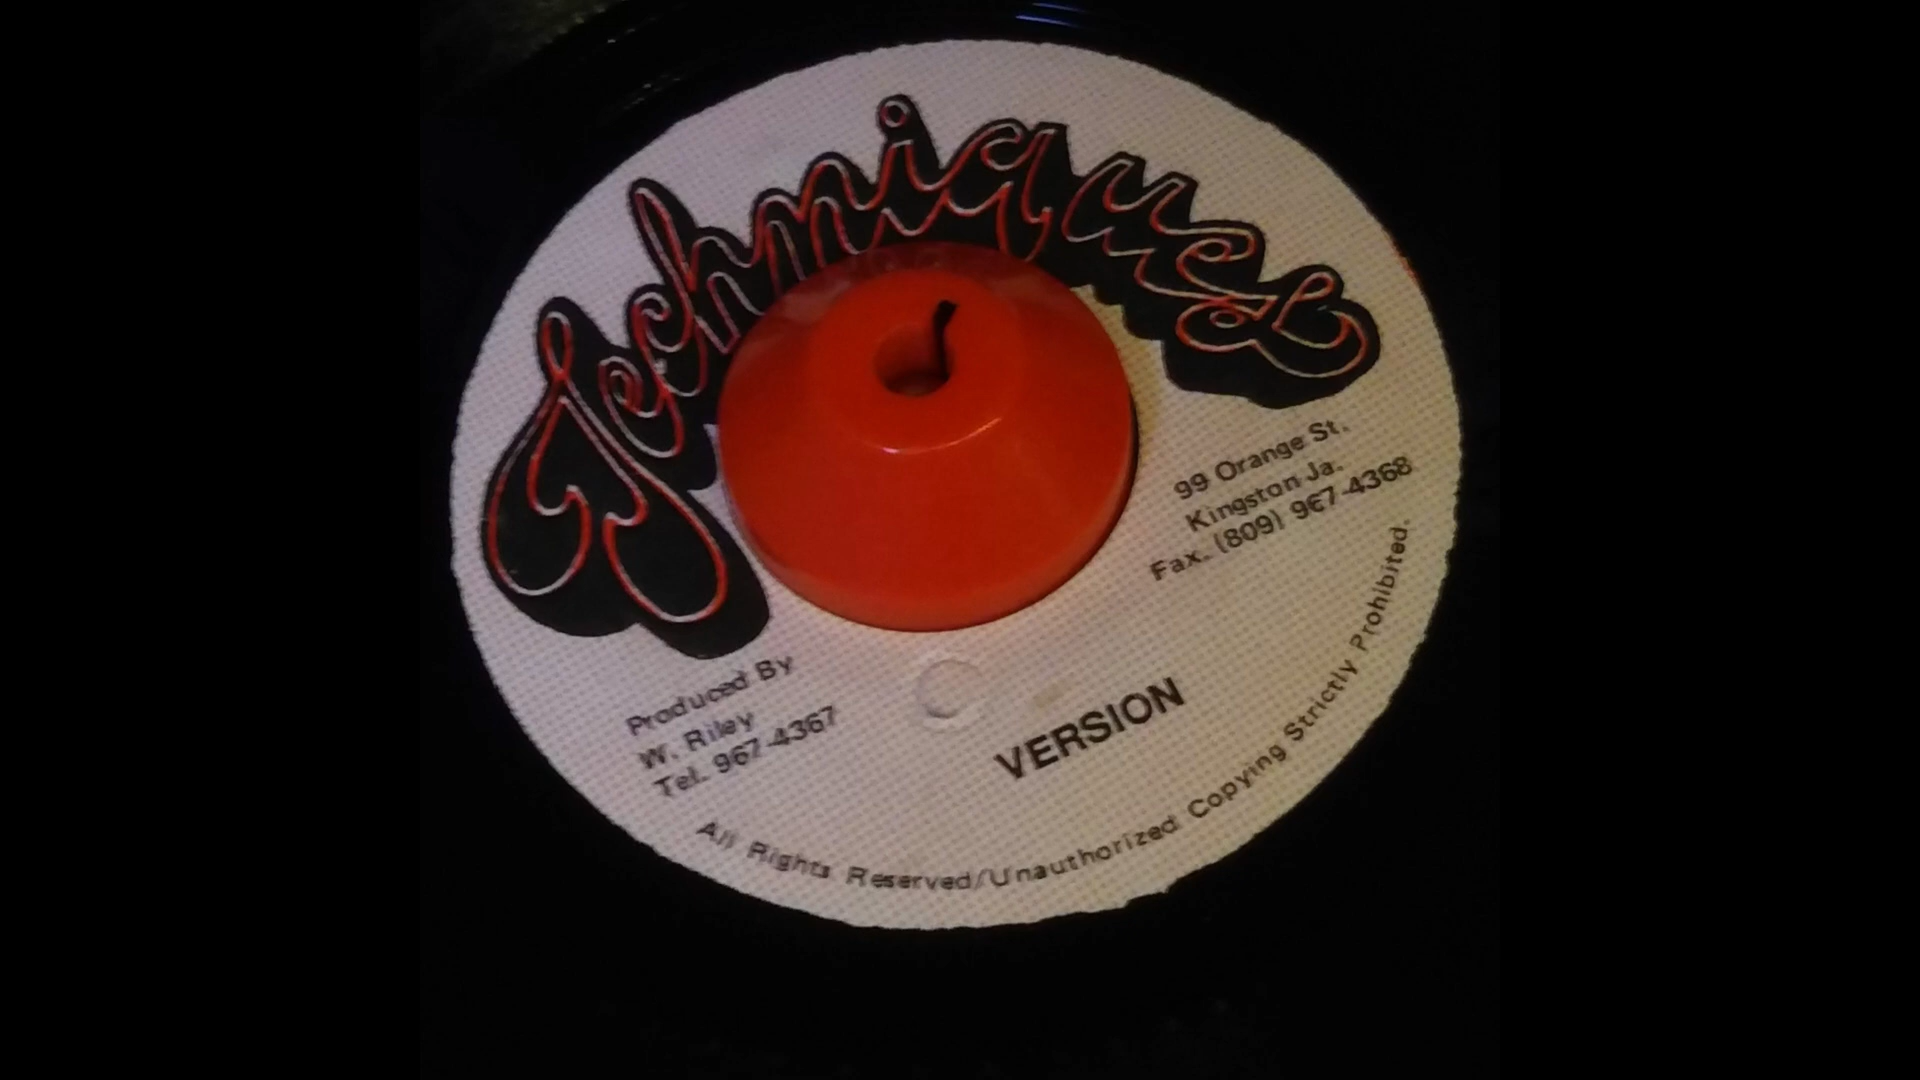 Techniques
99 Orange St.
Kingston Ja.
Fax. (809) 967-4368
Produced By
W. Riley
Tel. 967-4367
VERSION
All Rights Reserved/Unauthorized Copying Strictly Prohibited.